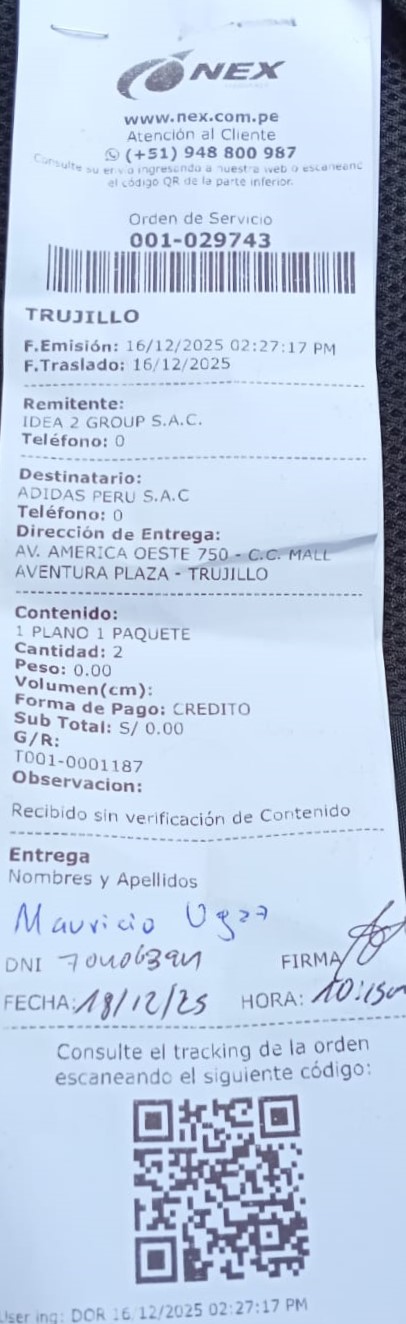 NEX
www.nex.com.pe
Atención al Cliente
(+51) 948 800 987
Consulte su envio ingresando a nuestra web o escaneand
el código QR de la parte inferior.
Orden de Servicio
001-029743
TRUJILLO
F.Emisión: 16/12/2025 02:27:17 PM
F.Traslado: 16/12/2025
Remitente:
IDEA 2 GROUP S.A.C.
Teléfono: 0
Destinatario:
ADIDAS PERU S.A.C
Teléfono: 0
Dirección de Entrega:
AV. AMERICA OESTE 750 - C.C. MALL
AVENTURA PLAZA - TRUJILLO
Contenido:
1 PLANO 1 PAQUETE
Cantidad: 2
Peso: 0.00
Volumen(cm):
Forma de Pago: CREDITO
Sub Total: S/ 0.00
G/R:
T001-0001187
Observacion:
Recibido sin verificación de Contenido
Entrega
Nombres y Apellidos
Mauricio
DNI
FIRMA
FECHA: 18/12/25 HORA:
Consulte el tracking de la orden
escaneando el siguiente código:
User ing: DOR 16/12/2025 02:27:17 PM